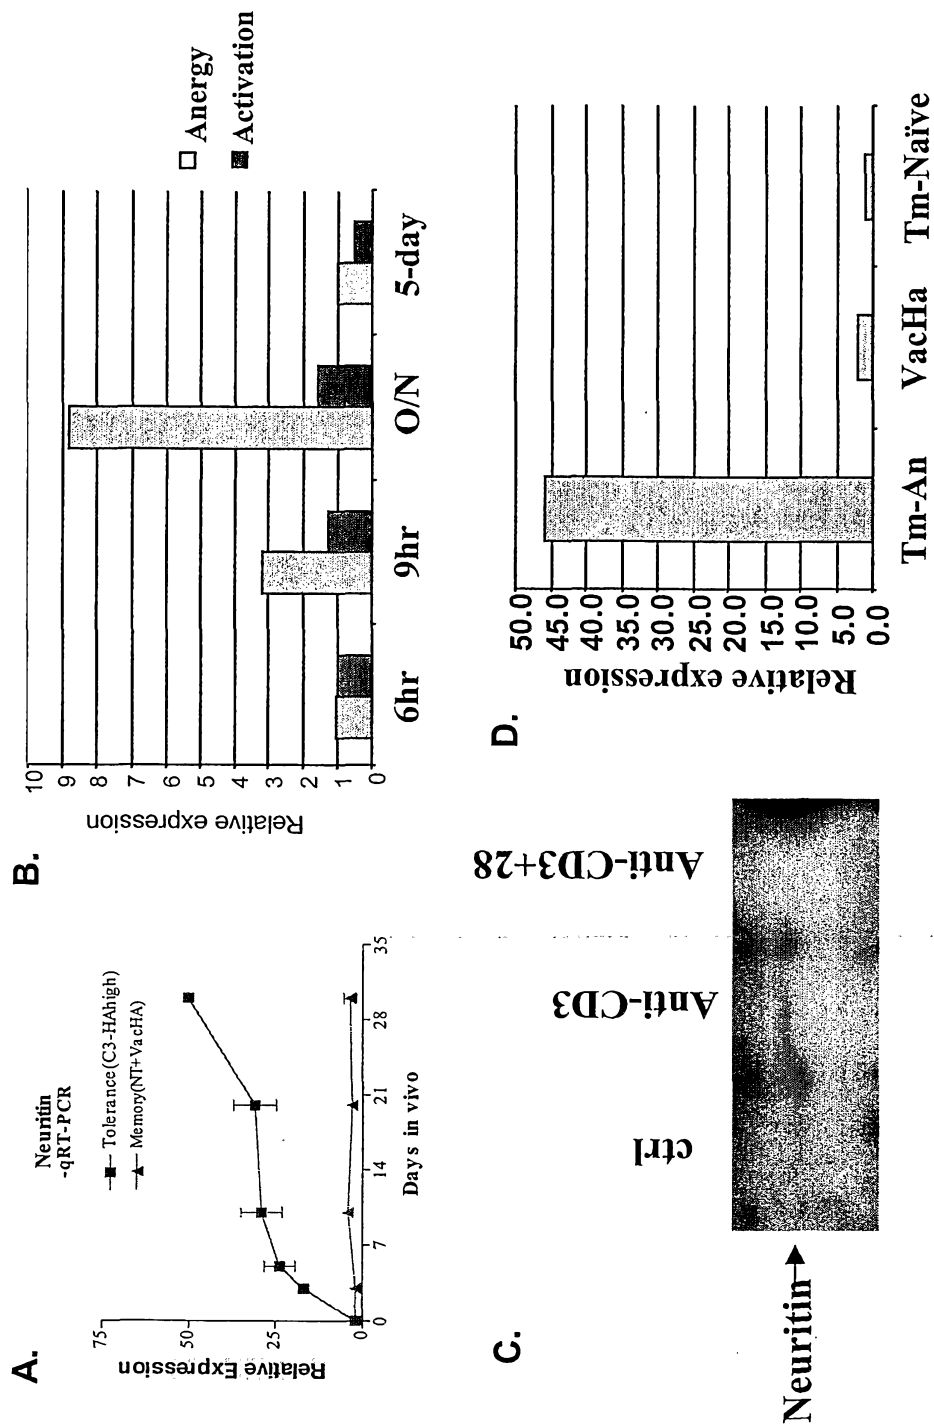 A.
Neuritin
-qRT-PCR
Tolerance(C3-HAhigh)
Memory(NT+VacHA)
Relative Expression
75
50
25
0
0 7 14 21 28 35
Days in vivo
B.
Relative expression
10
9
8
7
6
5
4
3
2
1
0
6hr 9hr O/N 5-day
Anergy
Activation
C.
ctrl Anti-CD3 Anti-CD3+28
Neuritin
D.
Relative expression
50.0
45.0
40.0
35.0
30.0
25.0
20.0
15.0
10.0
5.0
0.0
Tm-An VacHa Tm-Naïve